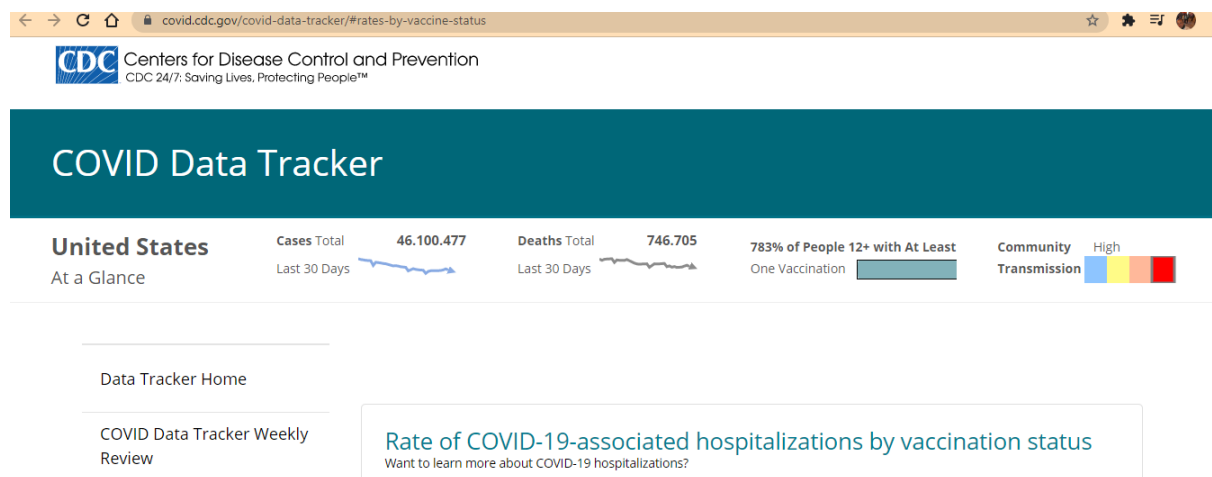 covid.cdc.gov/covid-data-tracker/#rates-by-vaccine-status
CDC
Centers for Disease Control and Prevention
CDC 24/7: Saving Lives, Protecting People™
COVID Data Tracker
United States
At a Glance
Cases Total 46.100.477
Last 30 Days
Deaths Total 746.705
Last 30 Days
783% of People 12+ with At Least
One Vaccination
Community High
Transmission
Data Tracker Home
COVID Data Tracker Weekly
Review
Rate of COVID-19-associated hospitalizations by vaccination status
Want to learn more about COVID-19 hospitalizations?